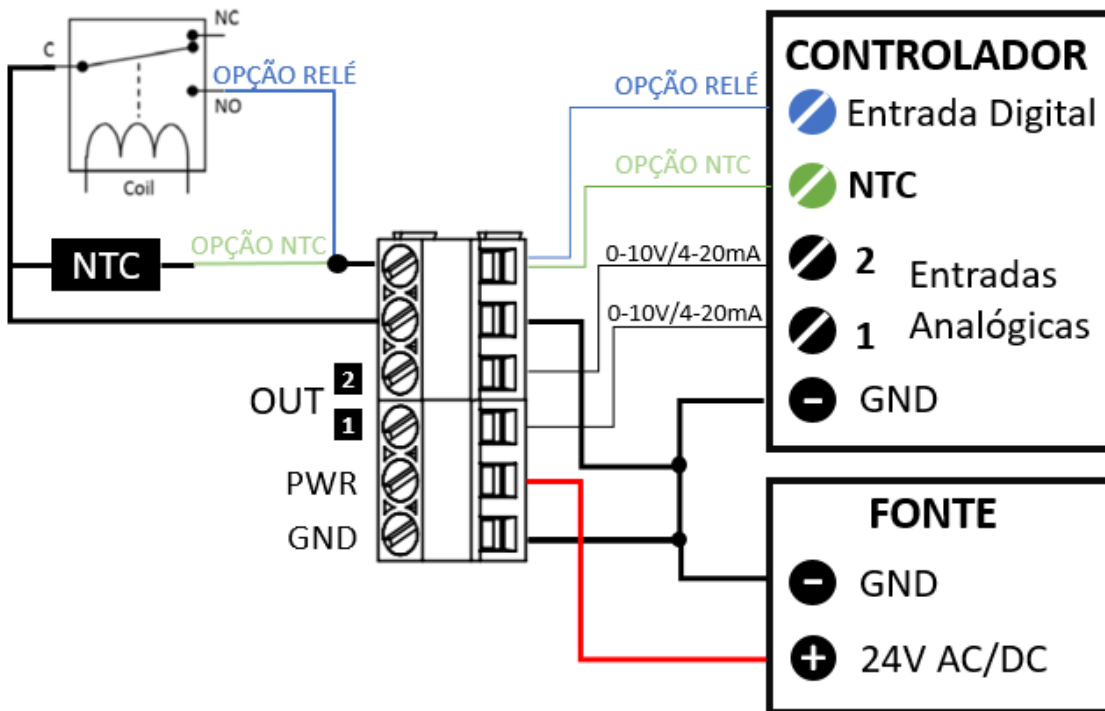 NC
C
OPÇÃO RELÉ
NO
Coil
NTC
OPÇÃO NTC
OUT
2
1
PWR
GND
OPÇÃO RELÉ
OPÇÃO NTC
0-10V/4-20mA
0-10V/4-20mA
CONTROLADOR
Entrada Digital
NTC
2
1
Entradas
Analógicas
GND
FONTE
GND
24V AC/DC